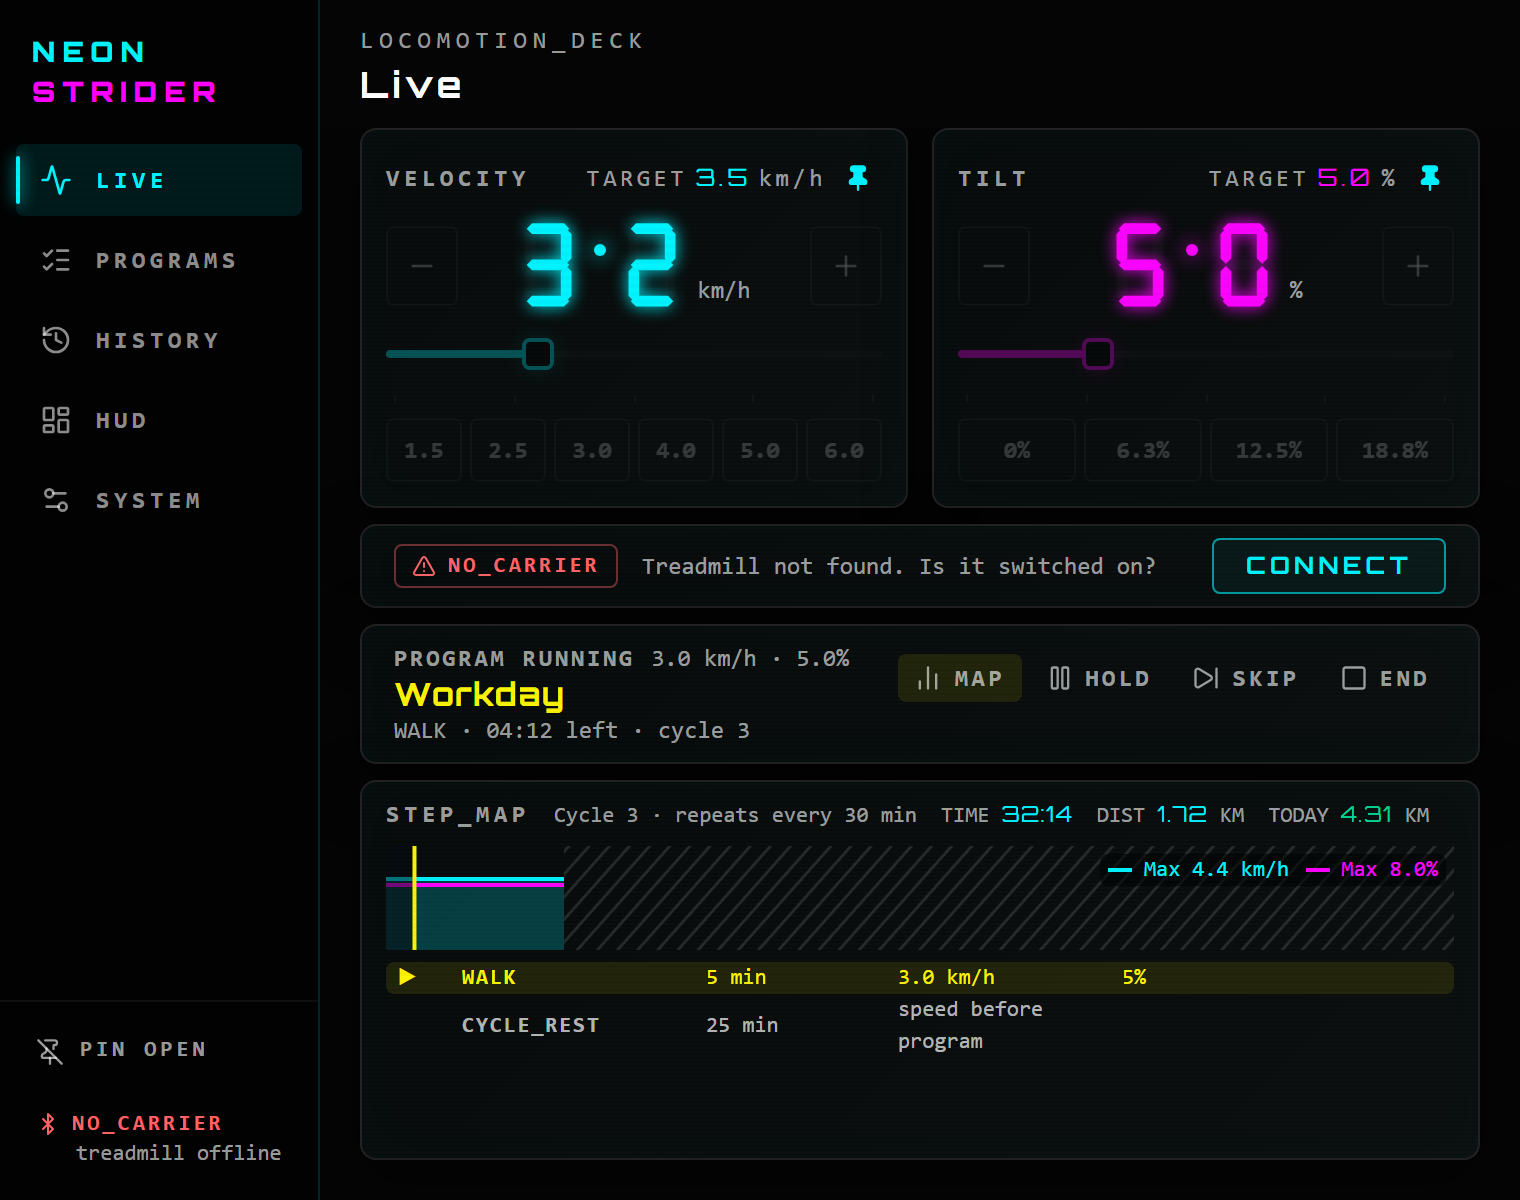 NEON
STRIDER
LIVE
PROGRAMS
HISTORY
HUD
SYSTEM
PIN OPEN
NO_CARRIER
treadmill offline
LOCOMOTION_DECK
Live
VELOCITY TARGET 3.5 km/h
− 3.2 km/h +
1.5 2.5 3.0 4.0 5.0 6.0
TILT TARGET 5.0 %
− 5.0 % +
0% 6.3% 12.5% 18.8%
NO_CARRIER Treadmill not found. Is it switched on? CONNECT
PROGRAM RUNNING 3.0 km/h · 5.0%
Workday
WALK · 04:12 left · cycle 3
MAP HOLD SKIP END
STEP_MAP Cycle 3 · repeats every 30 min TIME 32:14 DIST 1.72 KM TODAY 4.31 KM
Max 4.4 km/h Max 8.0%
WALK 5 min 3.0 km/h 5%
CYCLE_REST 25 min speed before
program